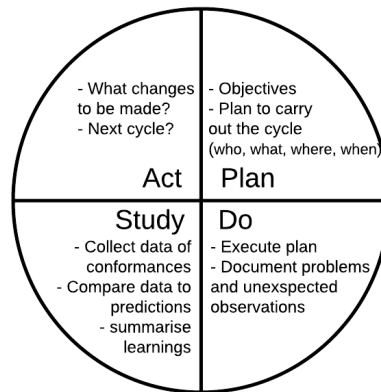 - What changes
to be made?
- Next cycle?
Act
- Objectives
- Plan to carry
out the cycle
(who, what, where, when)
Plan
Study
- Collect data of
conformances
- Compare data to
predictions
- summarise
learnings
Do
- Execute plan
- Document problems
and unexpected
observations